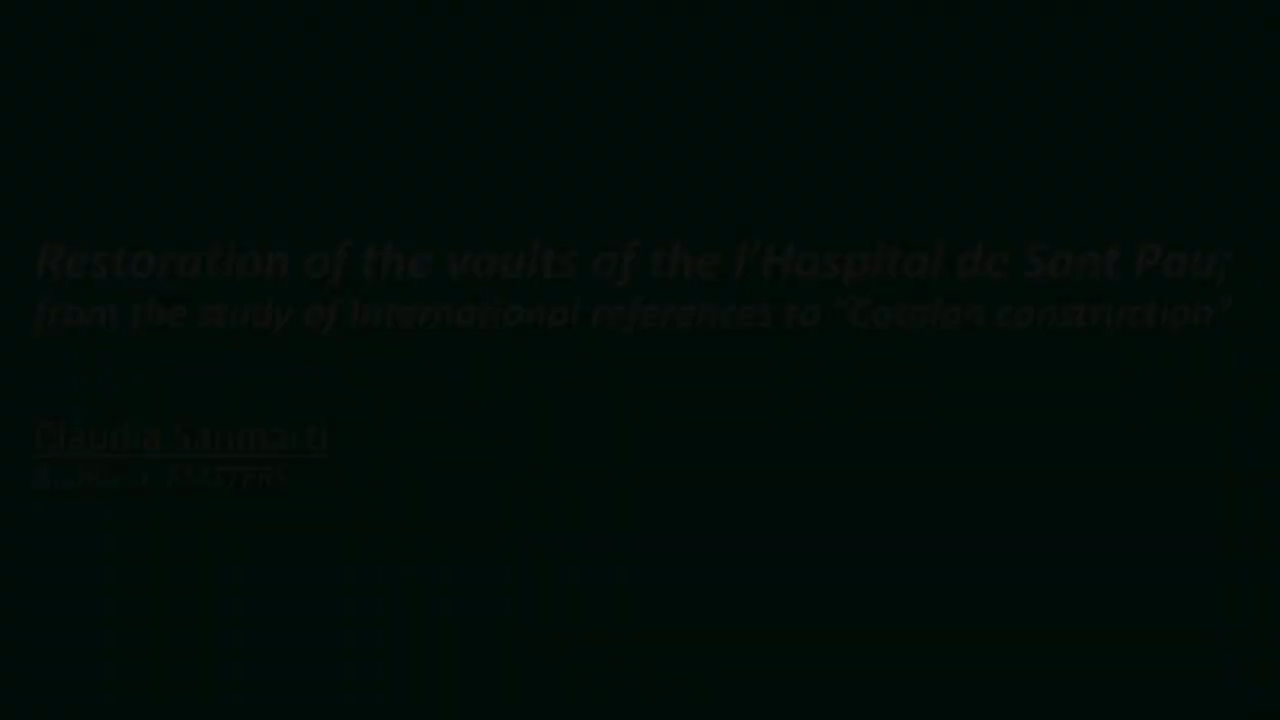 Restoration of the vaults of the l'Hospital de Sant Pau;
from the study of International references to "Catalan construction"
Claudia Sanmartí